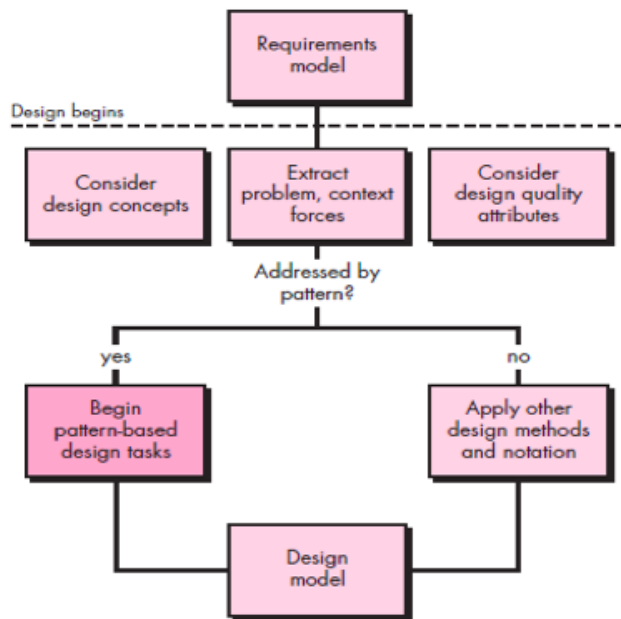 Requirements
model
Design begins
Consider
design concepts
Extract
problem, context
forces
Consider
design quality
attributes
Addressed by
pattern?
yes
no
Begin
pattern-based
design tasks
Apply other
design methods
and notation
Design
model